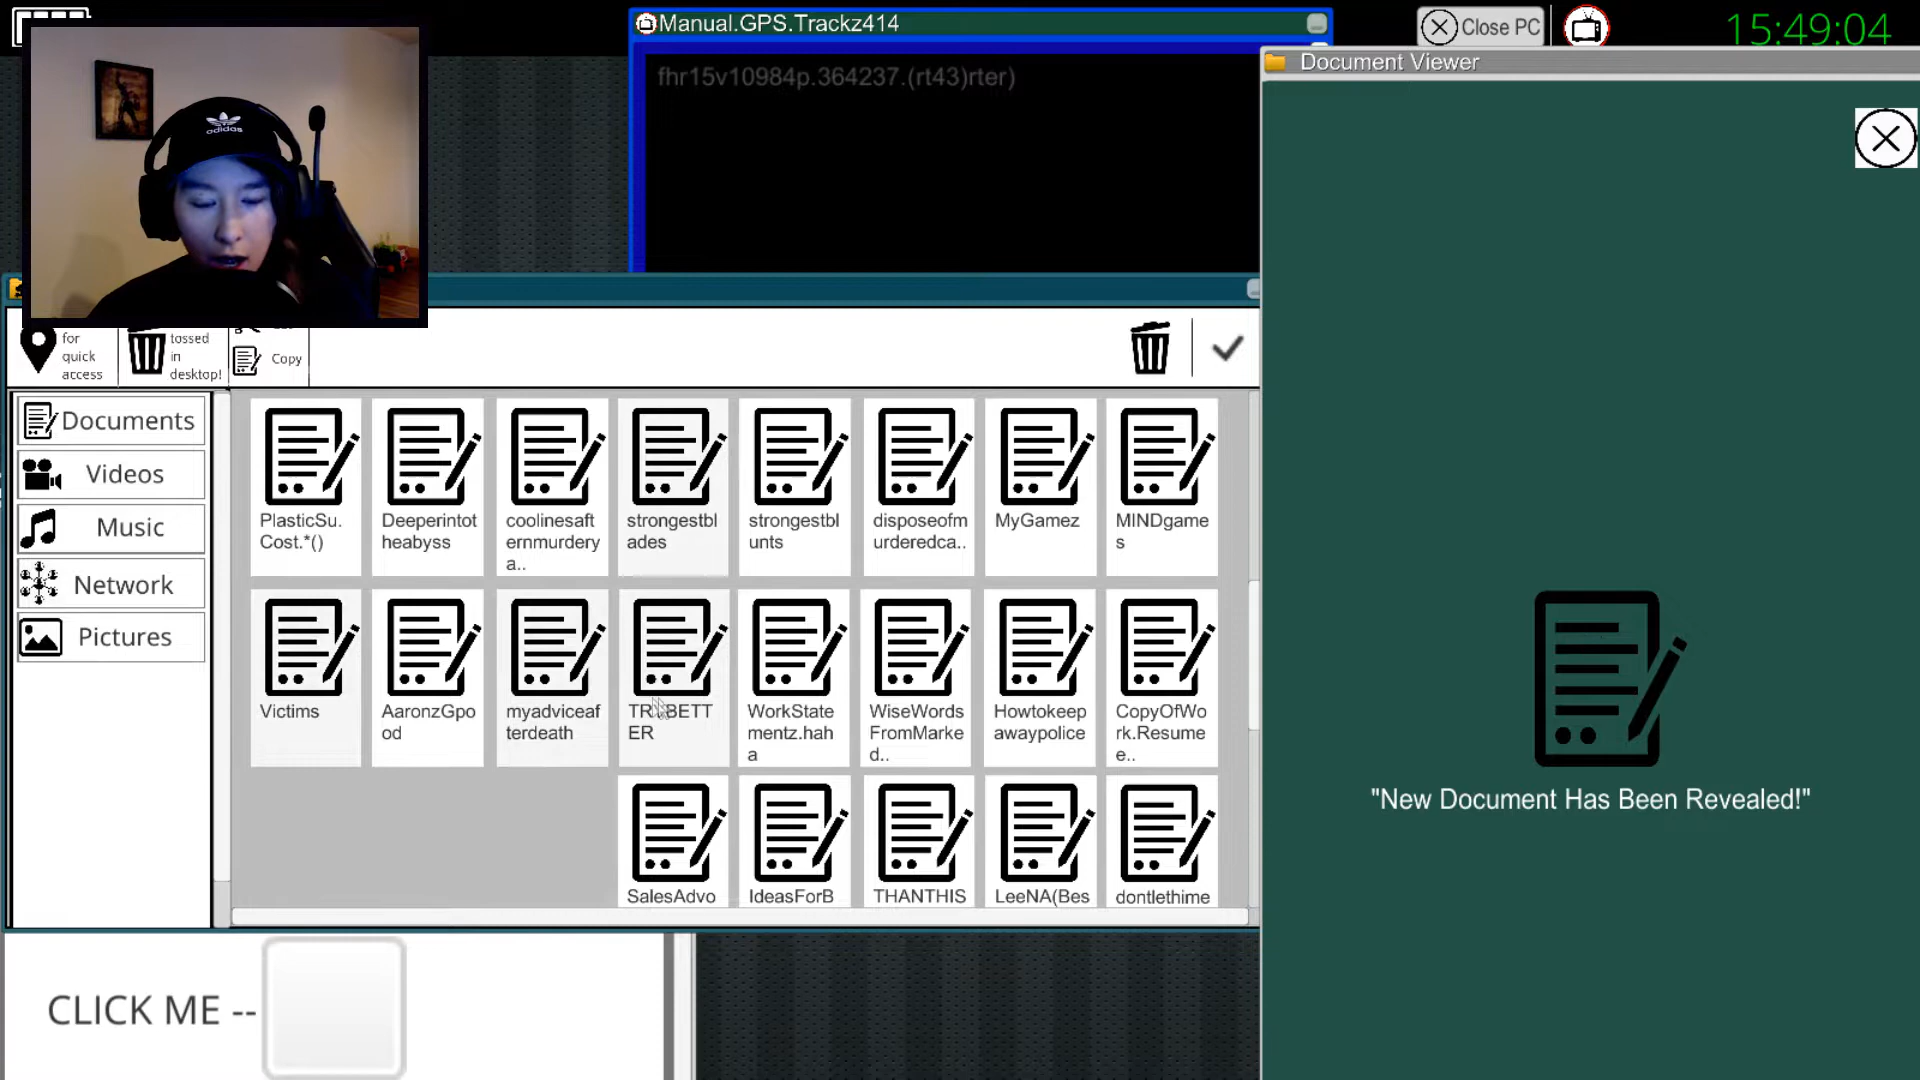 Manual.GPS.Trackz414
Close PC
15:49:04
fhr15v10984p.364237.(rt43)rter)
Document Viewer
adidas
for
quick
access
tossed
in
desktop!
Copy
Documents
Videos
Music
Network
Pictures
PlasticSu.
Cost.*()
Deeperintot
heabyss
coolinesaft
ernmurdery
a..
strongestbl
ades
strongestbl
unts
disposeofm
urderedca..
MyGamez
MINDgame
s
Victims
AaronzGpo
od
myadviceaf
terdeath
BETT
ER
WorkState
mentz.hah
a
WiseWords
FromMarke
d..
Howtokeep
awaypolice
CopyOfWo
rk.Resume
e..
SalesAdvo
IdeasForB
THANTHIS
LeeNA(Bes
dontlethime
"New Document Has Been Revealed!"
CLICK ME --